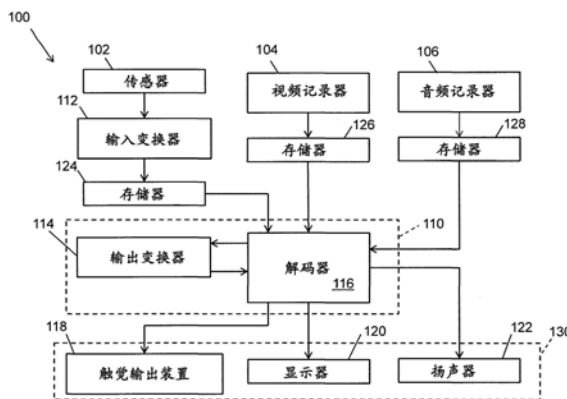 100
102
104
106
传感器
视频记录器
音频记录器
112
126
128
输入变换器
存储器
存储器
124
存储器
110
114
输出变换器
解码器
116
118
120
122
130
触觉输出装置
显示器
扬声器